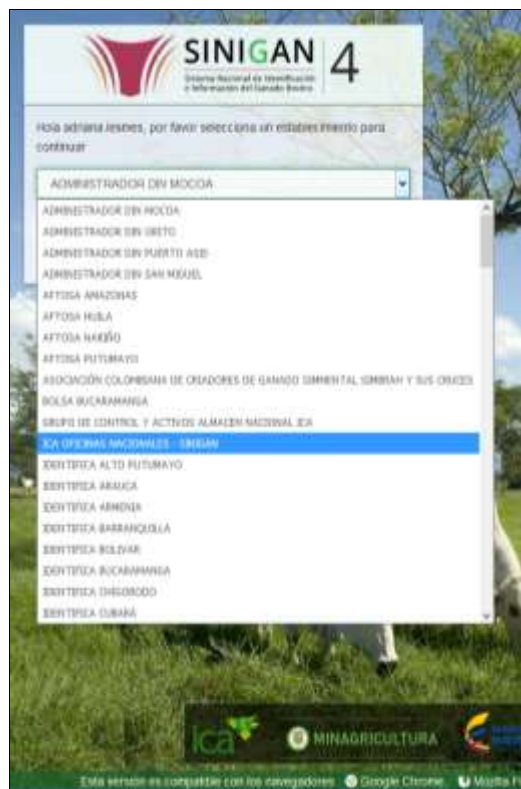 SINIGAN 4
Sistema Nacional de Identificación
e Información del Ganado Bovino
Hola adriana lesmes, por favor selecciona un establecimiento para
continuar
ADMINISTRADOR DIN MOCOA
ADMINISTRADOR DIN MOCOA
ADMINISTRADOR DIN ORITO
ADMINISTRADOR DIN PUERTO ASIS
ADMINISTRADOR DIN SAN MIGUEL
AFTOSA AMAZONAS
AFTOSA HUILA
AFTOSA NARIÑO
AFTOSA PUTUMAYO
ASOCIACIÓN COLOMBIANA DE CRIADORES DE GANADO SIMMENTAL SIMBRAH Y SUS CRUCES
BOLSA BUCARAMANGA
GRUPO DE CONTROL Y ACTIVOS ALMACEN NACIONAL ICA
ICA OFICINAS NACIONALES -
IDENTIFICA ALTO PUTUMAYO
IDENTIFICA ARAUCA
IDENTIFICA ARMENIA
IDENTIFICA BARRANQUILLA
IDENTIFICA BOLIVAR
IDENTIFICA BUCARAMANGA
IDENTIFICA CHIGORODO
IDENTIFICA CUBARÁ
ica MINAGRICULTURA
Esta versión es compatible con los navegadores Google Chrome Mozilla